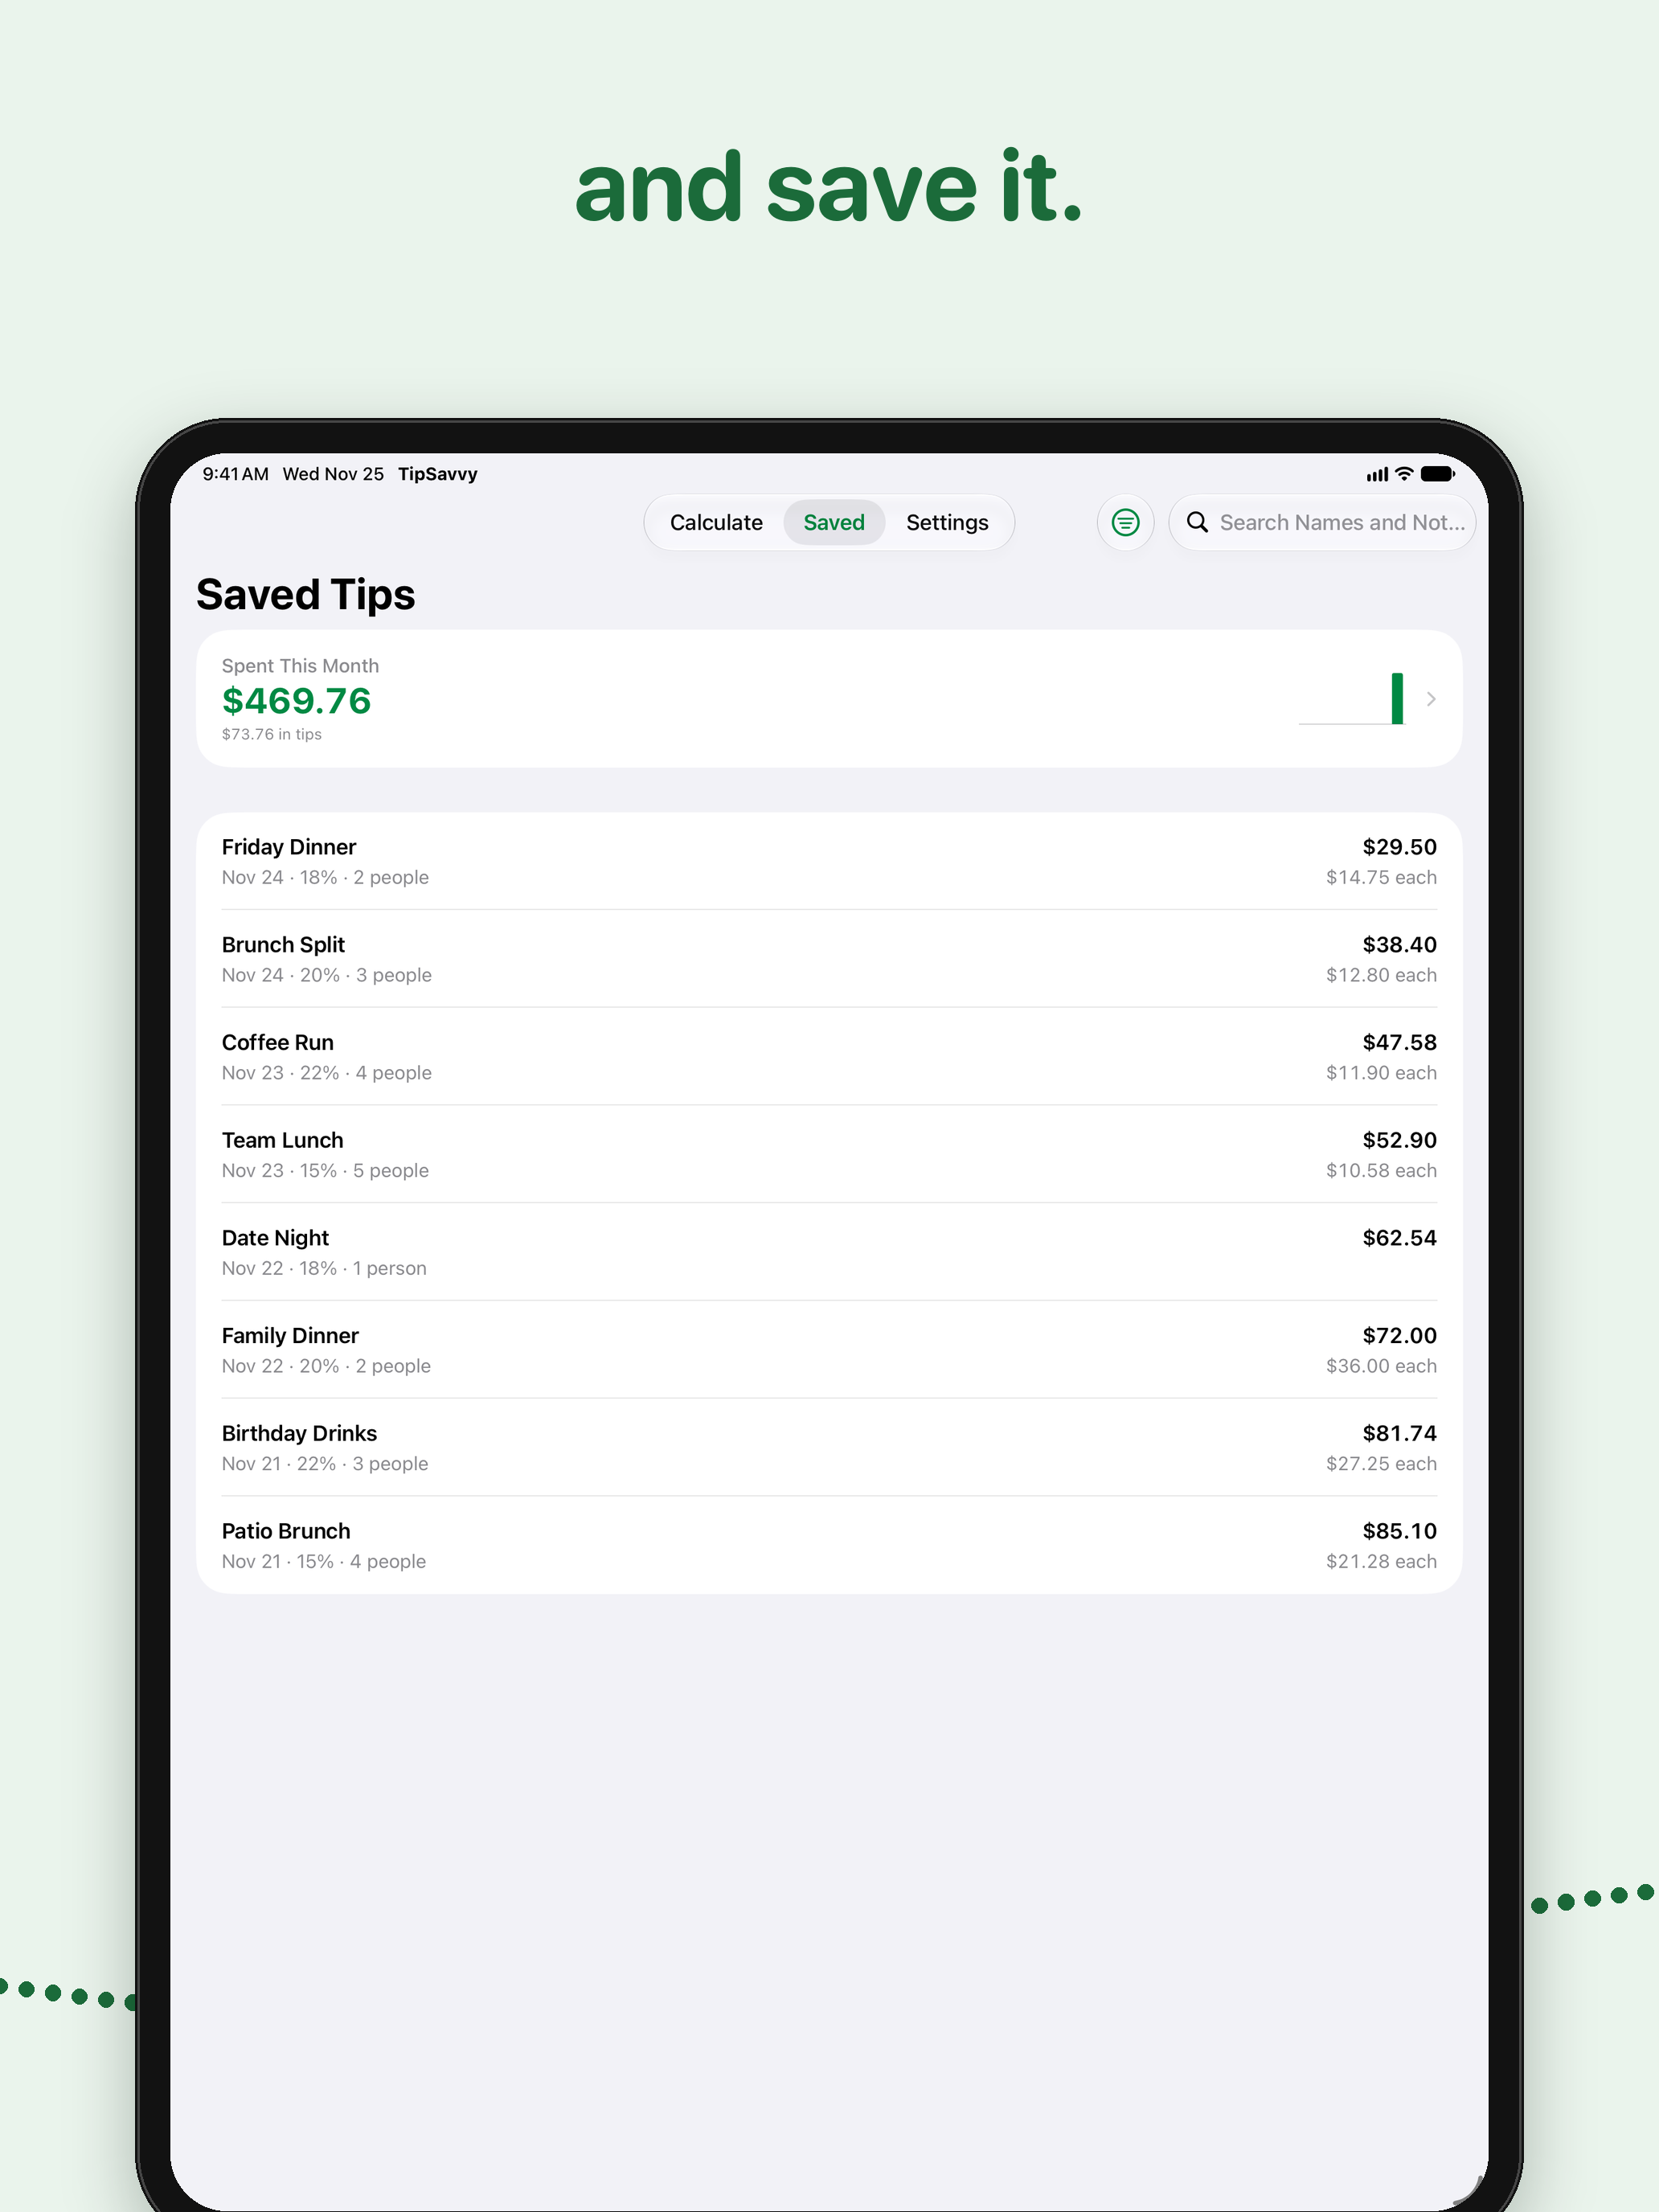 and save it.
9:41 AM Wed Nov 25 TipSavvy
Calculate Saved Settings Search Names and Not...
Saved Tips
Spent This Month
$469.76
$73.76 in tips
Friday Dinner $29.50
Nov 24 · 18% · 2 people $14.75 each
Brunch Split $38.40
Nov 24 · 20% · 3 people $12.80 each
Coffee Run $47.58
Nov 23 · 22% · 4 people $11.90 each
Team Lunch $52.90
Nov 23 · 15% · 5 people $10.58 each
Date Night $62.54
Nov 22 · 18% · 1 person
Family Dinner $72.00
Nov 22 · 20% · 2 people $36.00 each
Birthday Drinks $81.74
Nov 21 · 22% · 3 people $27.25 each
Patio Brunch $85.10
Nov 21 · 15% · 4 people $21.28 each